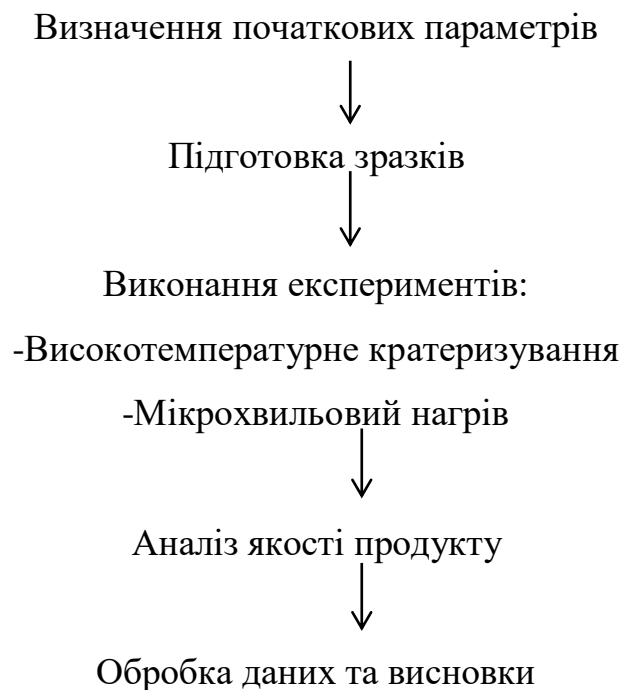 Визначення початкових параметрів
Підготовка зразків
Виконання експериментів:
-Високотемпературне кратеризування
-Мікрохвильовий нагрів
Аналіз якості продукту
Обробка даних та висновки